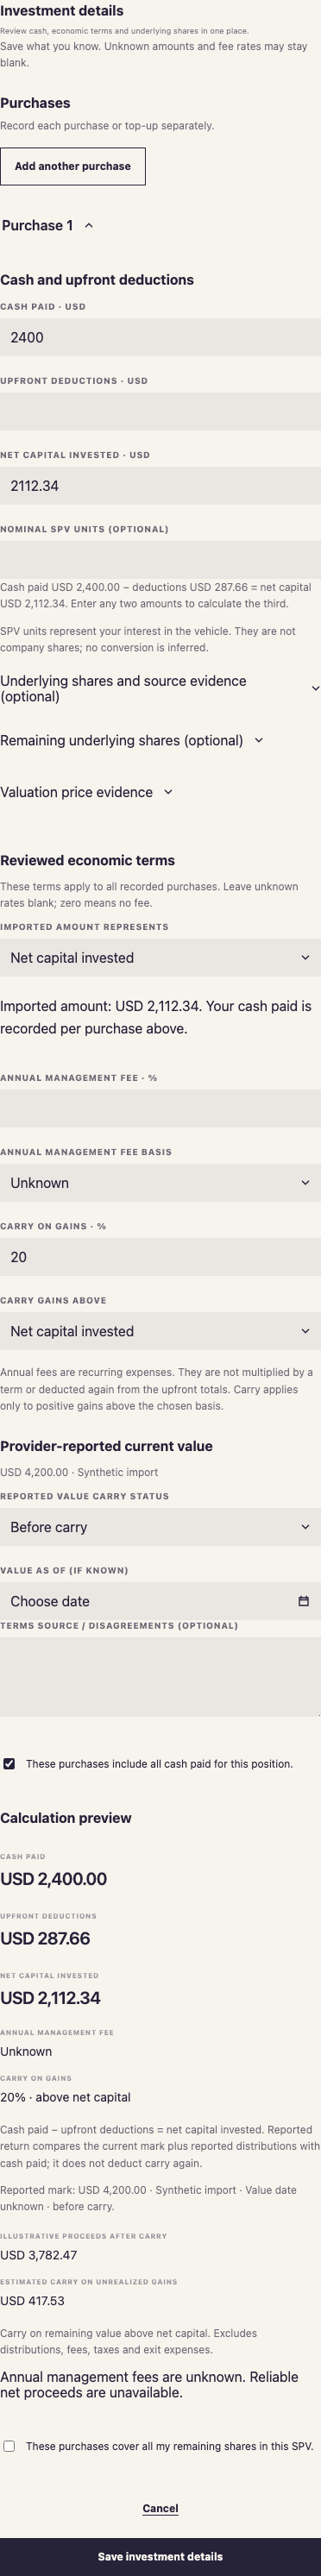 Investment details
Review cash, economic terms and underlying shares in one place.
Save what you know. Unknown amounts and fee rates may stay
blank.
Purchases
Record each purchase or top-up separately.
Add another purchase
Purchase 1
Cash and upfront deductions
CASH PAID · USD
2400
UPFRONT DEDUCTIONS · USD
NET CAPITAL INVESTED · USD
2112.34
NOMINAL SPV UNITS (OPTIONAL)
Cash paid USD 2,400.00 − deductions USD 287.66 = net capital
USD 2,112.34. Enter any two amounts to calculate the third.
SPV units represent your interest in the vehicle. They are not
company shares; no conversion is inferred.
Underlying shares and source evidence
(optional)
Remaining underlying shares (optional)
Valuation price evidence
Reviewed economic terms
These terms apply to all recorded purchases. Leave unknown
rates blank; zero means no fee.
IMPORTED AMOUNT REPRESENTS
Net capital invested
Imported amount: USD 2,112.34. Your cash paid is
recorded per purchase above.
ANNUAL MANAGEMENT FEE · %
ANNUAL MANAGEMENT FEE BASIS
Unknown
CARRY ON GAINS · %
20
CARRY GAINS ABOVE
Net capital invested
Annual fees are recurring expenses. They are not multiplied by a
term or deducted again from the upfront totals. Carry applies
only to positive gains above the chosen basis.
Provider-reported current value
USD 4,200.00 · Synthetic import
REPORTED VALUE CARRY STATUS
Before carry
VALUE AS OF (IF KNOWN)
Choose date
TERMS SOURCE / DISAGREEMENTS (OPTIONAL)
These purchases include all cash paid for this position.
Calculation preview
CASH PAID
USD 2,400.00
UPFRONT DEDUCTIONS
USD 287.66
NET CAPITAL INVESTED
USD 2,112.34
ANNUAL MANAGEMENT FEE
Unknown
CARRY ON GAINS
20% · above net capital
Cash paid − upfront deductions = net capital invested. Reported
return compares the current mark plus reported distributions with
cash paid; it does not deduct carry again.
Reported mark: USD 4,200.00 · Synthetic import · Value date
unknown · before carry.
ILLUSTRATIVE PROCEEDS AFTER CARRY
USD 3,782.47
ESTIMATED CARRY ON UNREALIZED GAINS
USD 417.53
Carry on remaining value above net capital. Excludes
distributions, fees, taxes and exit expenses.
Annual management fees are unknown. Reliable
net proceeds are unavailable.
These purchases cover all my remaining shares in this SPV.
Cancel
Save investment details